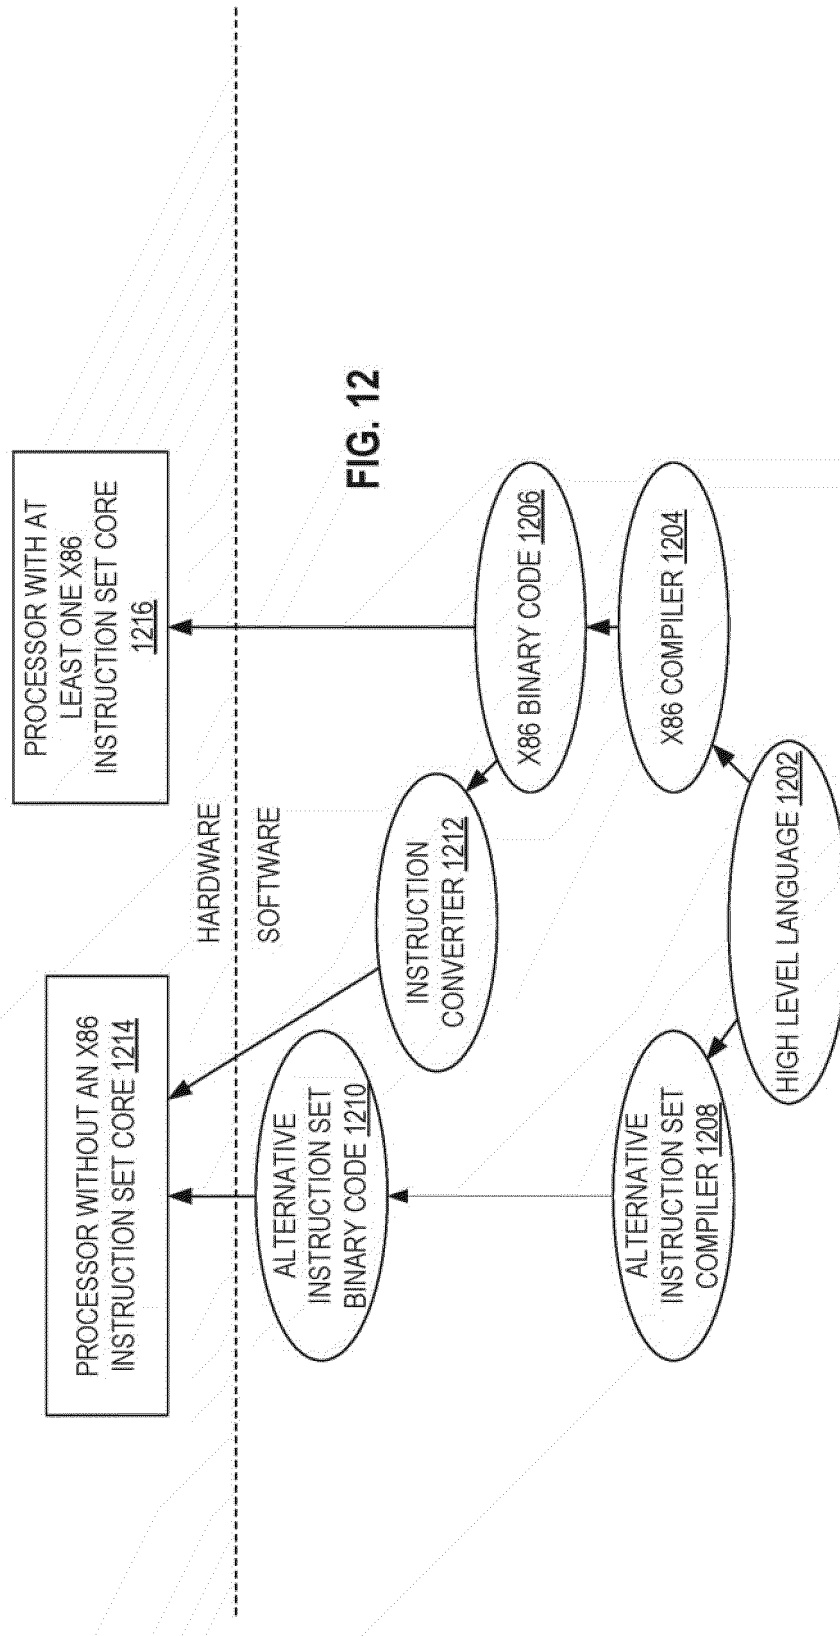 PROCESSOR WITHOUT AN X86
INSTRUCTION SET CORE 1214
PROCESSOR WITH AT
LEAST ONE X86
INSTRUCTION SET CORE
1216
HARDWARE
SOFTWARE
ALTERNATIVE
INSTRUCTION SET
BINARY CODE 1210
INSTRUCTION
CONVERTER 1212
FIG. 12
X86 BINARY CODE 1206
ALTERNATIVE
INSTRUCTION SET
COMPILER 1208
X86 COMPILER 1204
HIGH LEVEL LANGUAGE 1202